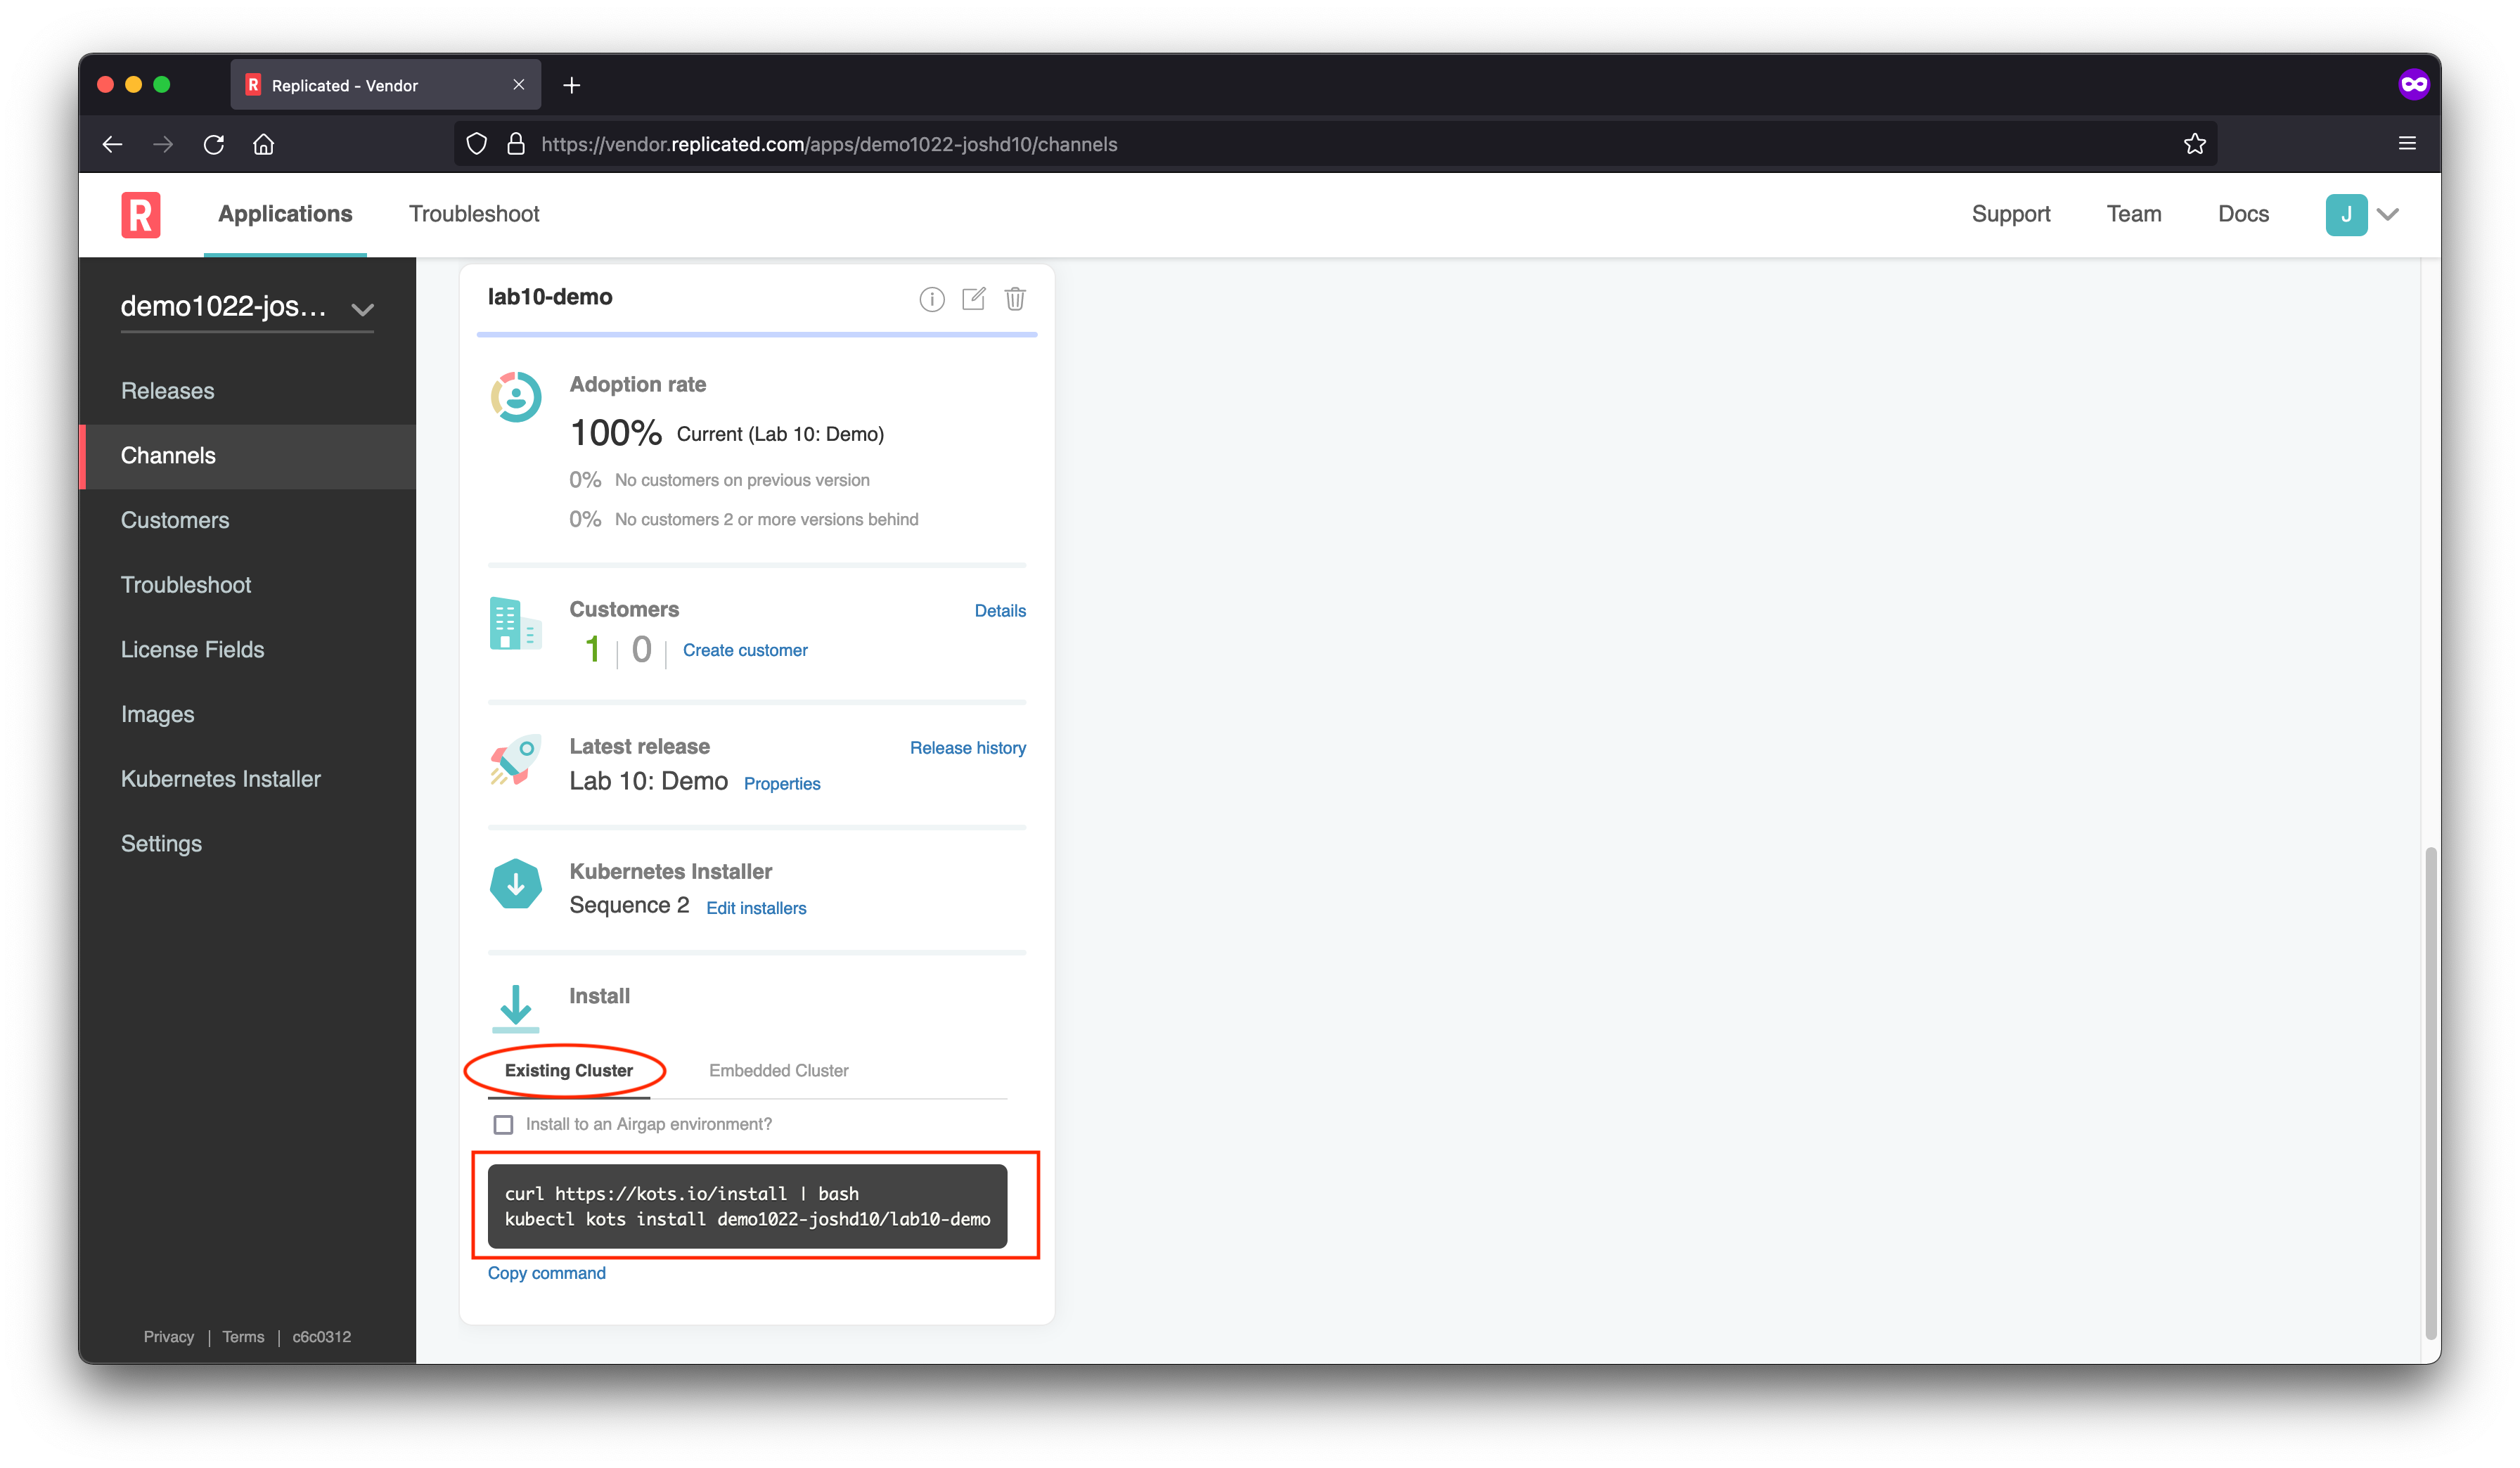 R Replicated - Vendor
https://vendor.replicated.com/apps/demo1022-joshd10/channels
R Applications Troubleshoot Support Team Docs J
demo1022-jos...
Releases
Channels
Customers
Troubleshoot
License Fields
Images
Kubernetes Installer
Settings
Privacy | Terms | c6c0312
lab10-demo
Adoption rate
100% Current (Lab 10: Demo)
0% No customers on previous version
0% No customers 2 or more versions behind
Customers Details
1 | 0 | Create customer
Latest release Release history
Lab 10: Demo Properties
Kubernetes Installer
Sequence 2 Edit installers
Install
Existing Cluster Embedded Cluster
Install to an Airgap environment?
curl https://kots.io/install | bash
kubectl kots install demo1022-joshd10/lab10-demo
Copy command